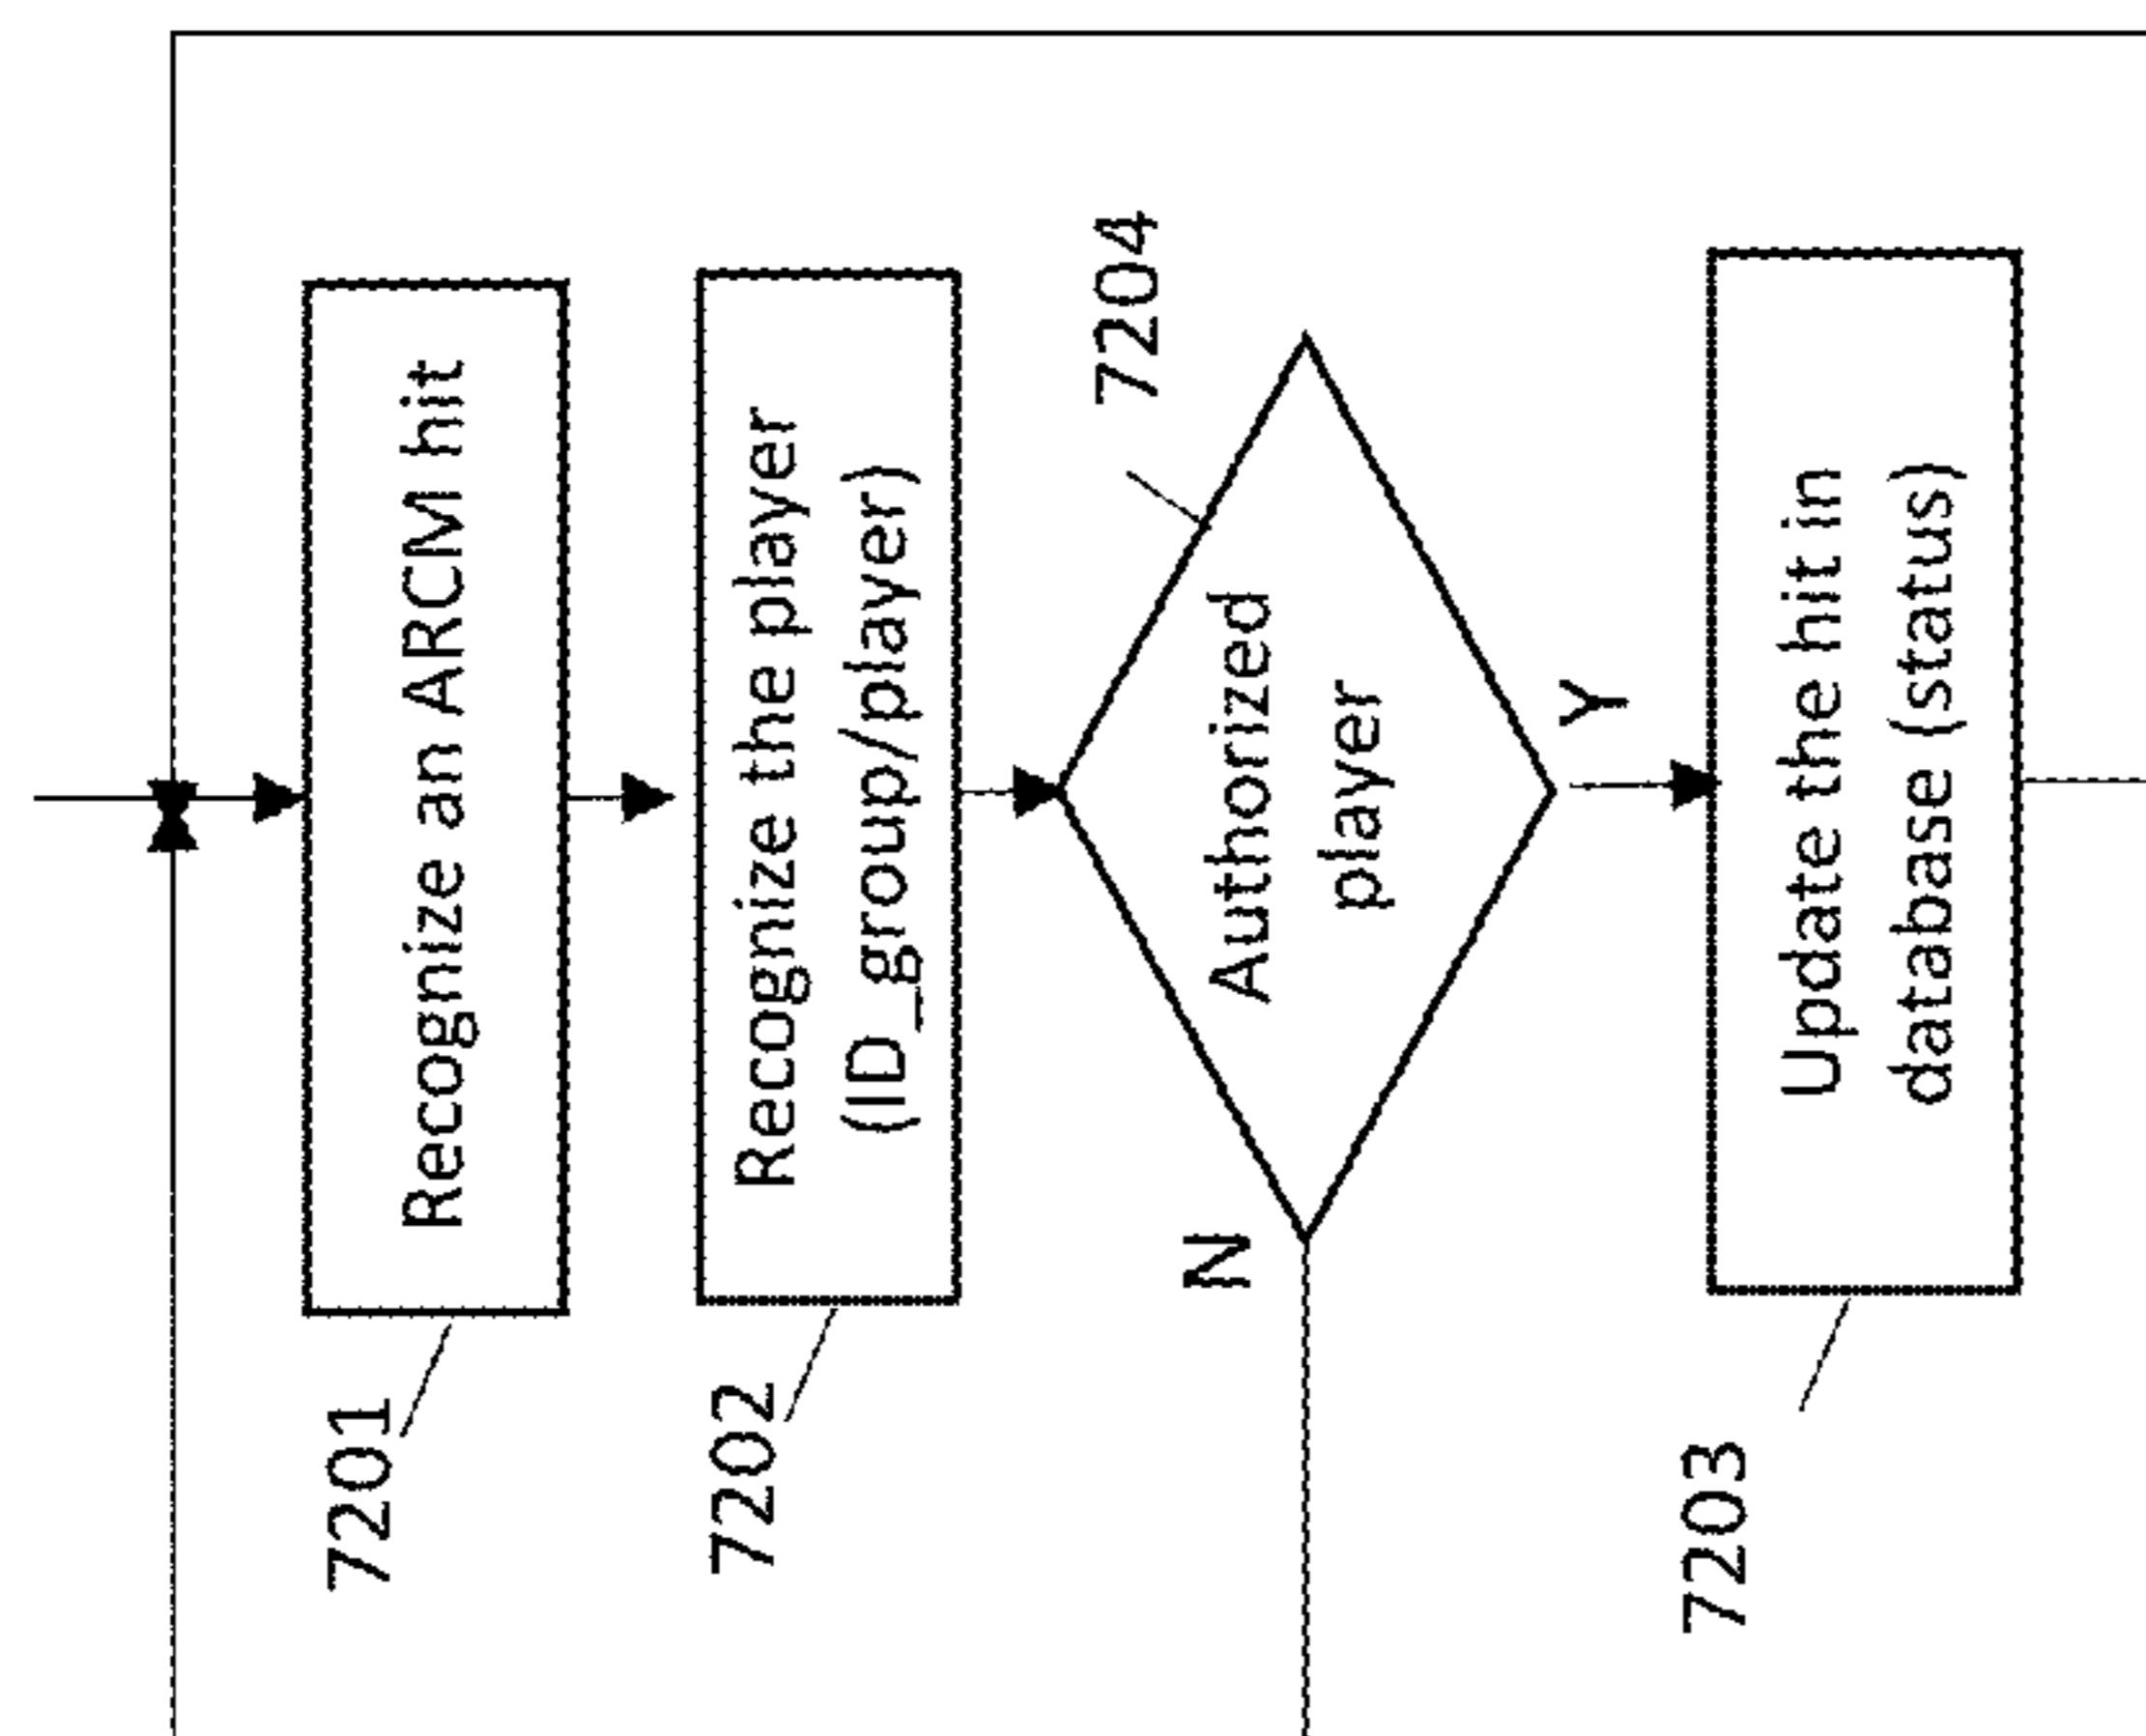 7201
Recognize an ARCM hit
7202
Recognize the player
(ID_group/player)
7204
Authorized
player
N
Y
7203
Update the hit in
database (status)